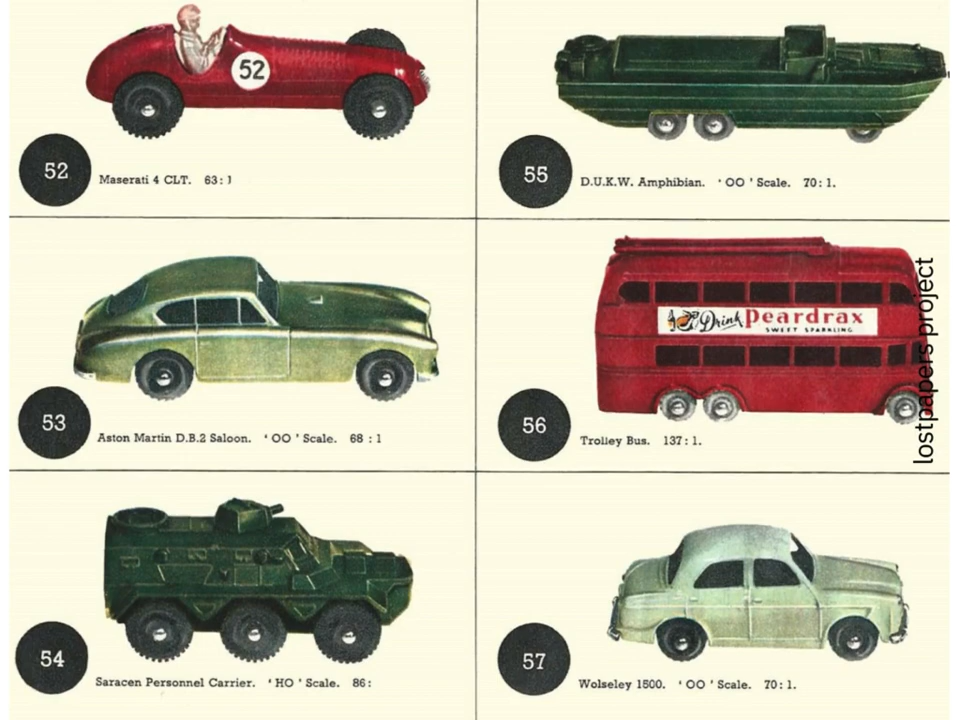 52
52
Maserati 4 CLT. 63 : 1
53
Aston Martin D.B.2 Saloon. ' OO ' Scale. 68 : 1
54
Saracen Personnel Carrier. ' HO ' Scale. 86 :
55
D.U.K.W. Amphibian. ' OO ' Scale. 70 : 1.
Drink Peardrax
SWEET SPARKLING
56
Trolley Bus. 137 : 1.
57
Wolseley 1500. ' OO ' Scale. 70 : 1.
lostpapers project